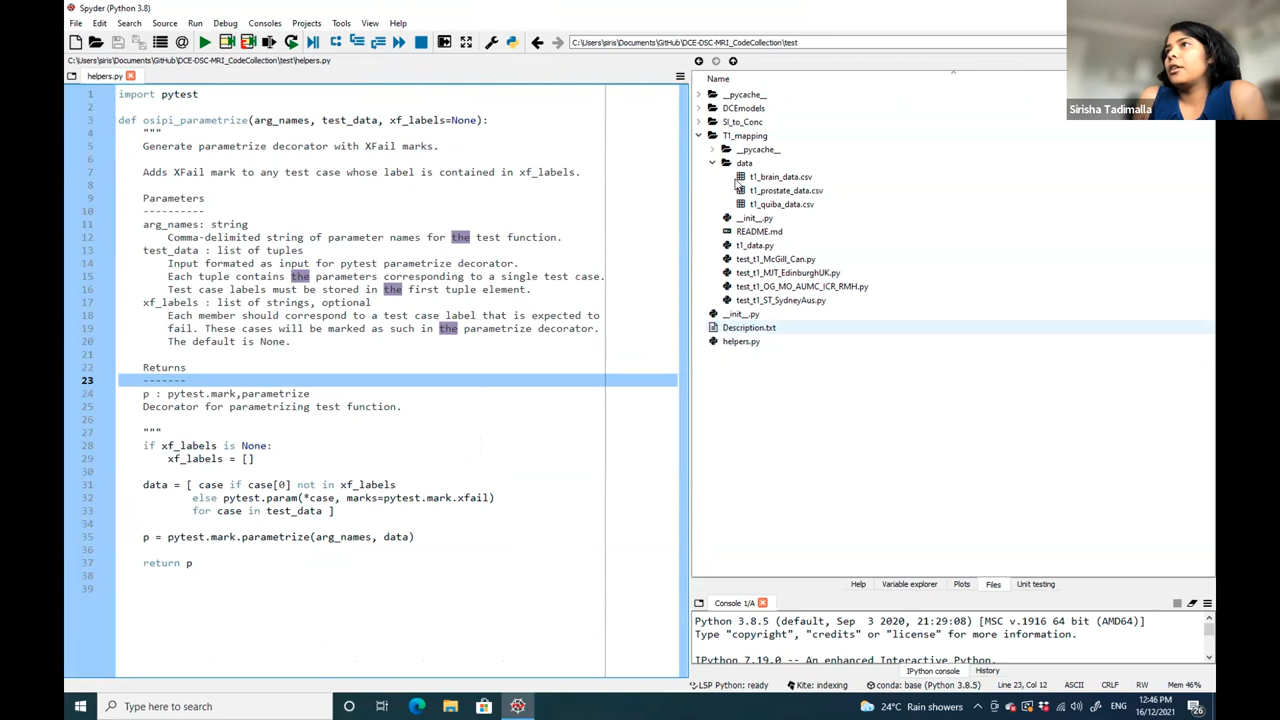 Spyder (Python 3.8)
File Edit Search Source Run Debug Consoles Projects Tools View Help
C:\Users\siris\Documents\GitHub\DCE-DSC-MRI_CodeCollection\test
C:\Users\siris\Documents\GitHub\DCE-DSC-MRI_CodeCollection\test\helpers.py
helpers.py
1 import pytest
2
3 def osipi_parametrize(arg_names, test_data, xf_labels=None):
4 """
5 Generate parametrize decorator with XFail marks.
6
7 Adds XFail mark to any test case whose label is contained in xf_labels.
8
9 Parameters
10 ----------
11 arg_names: string
12 Comma-delimited string of parameter names for the test function.
13 test_data : list of tuples
14 Input formated as input for pytest parametrize decorator.
15 Each tuple contains the parameters corresponding to a single test case.
16 Test case labels must be stored in the first tuple element.
17 xf_labels : list of strings, optional
18 Each member should correspond to a test case label that is expected to
19 fail. These cases will be marked as such in the parametrize decorator.
20 The default is None.
21
22 Returns
23 -------
24 p : pytest.mark,parametrize
25 Decorator for parametrizing test function.
26
27 """
28 if xf_labels is None:
29 xf_labels = []
30
31 data = [ case if case[0] not in xf_labels
32 else pytest.param(*case, marks=pytest.mark.xfail)
33 for case in test_data ]
34
35 p = pytest.mark.parametrize(arg_names, data)
36
37 return p
38
39
Name
__pycache__
DCEmodels
SI_to_Conc
T1_mapping
__pycache__
data
t1_brain_data.csv
t1_prostate_data.csv
t1_quiba_data.csv
__init__.py
README.md
t1_data.py
test_t1_McGill_Can.py
test_t1_MJT_EdinburghUK.py
test_t1_OG_MO_AUMC_ICR_RMH.py
test_t1_ST_SydneyAus.py
__init__.py
Description.txt
helpers.py
Sirisha Tadimalla
Help Variable explorer Plots Files Unit testing
Console 1/A
Python 3.8.5 (default, Sep 3 2020, 21:29:08) [MSC v.1916 64 bit (AMD64)]
Type "copyright", "credits" or "license" for more information.
IPython 7.19.0 -- An enhanced Interactive Python.
IPython console History
LSP Python: ready Kite: indexing conda: base (Python 3.8.5) Line 23, Col 12 ASCII CRLF RW Mem 46%
Type here to search
24°C Rain showers
ENG
12:46 PM
16/12/2021
26